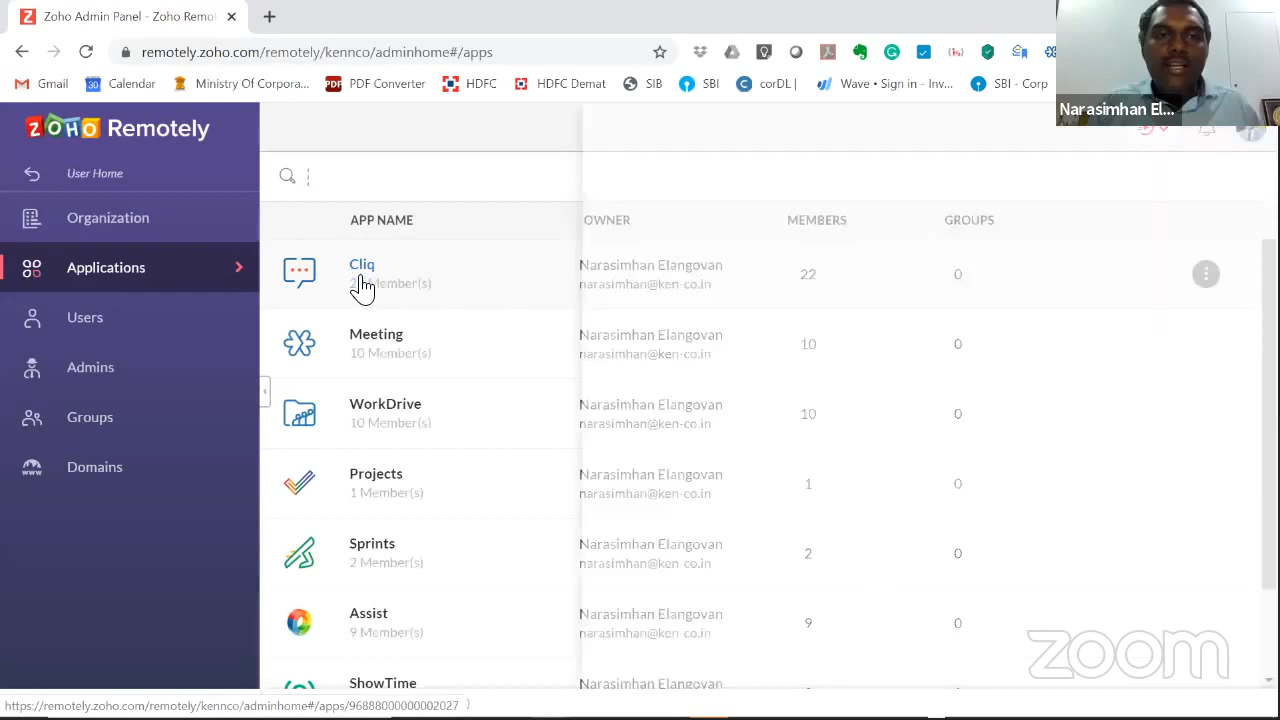 Zoho Admin Panel - Zoho Remo
remotely.zoho.com/remotely/kennco/adminhome#/apps
Gmail
Calendar
Ministry Of Corpora...
PDF Converter
HDFC
HDFC Demat
SIB
SBI
corDL |
Wave • Sign in - Inv...
SBI - Corp
Narasimhan El...
ZOHO Remotely
User Home
Organization
Applications
Users
Admins
Groups
Domains
APP NAME OWNER MEMBERS GROUPS
Cliq Narasimhan Elangovan 22 0
Member(s) narasimhan@ken-co.in
Meeting Narasimhan Elangovan 10 0
10 Member(s) narasimhan@ken-co.in
WorkDrive Narasimhan Elangovan 10 0
10 Member(s) narasimhan@ken-co.in
Projects Narasimhan Elangovan 1 0
1 Member(s) narasimhan@ken-co.in
Sprints Narasimhan Elangovan 2 0
2 Member(s) narasimhan@ken-co.in
Assist Narasimhan Elangovan 9 0
9 Member(s) narasimhan@ken-co.in
ShowTime Narasimhan Elangovan
zoom
https://remotely.zoho.com/remotely/kennco/adminhome#/apps/96888000000002027